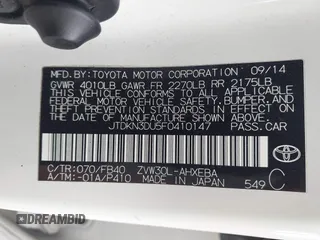 MFD. BY: TOYOTA MOTOR CORPORATION 09/14
GVWR 4010LB GAWR FR 2270LB RR 2175LB
THIS VEHICLE CONFORMS TO ALL APPLICABLE
FEDERAL MOTOR VEHICLE SAFETY, BUMPER, AND
THEFT PREVENTION STANDARDS IN EFFECT ON THE
DATE OF MANUFACTURE SHOWN ABOVE.
JTDKN3DU5F0410147 PASS.CAR
C/TR:070/FB40 ZVW30L-AHXEBA
A/TM:-01A/P410 MADE IN JAPAN 549 C
TOYOTA
DREAMBID